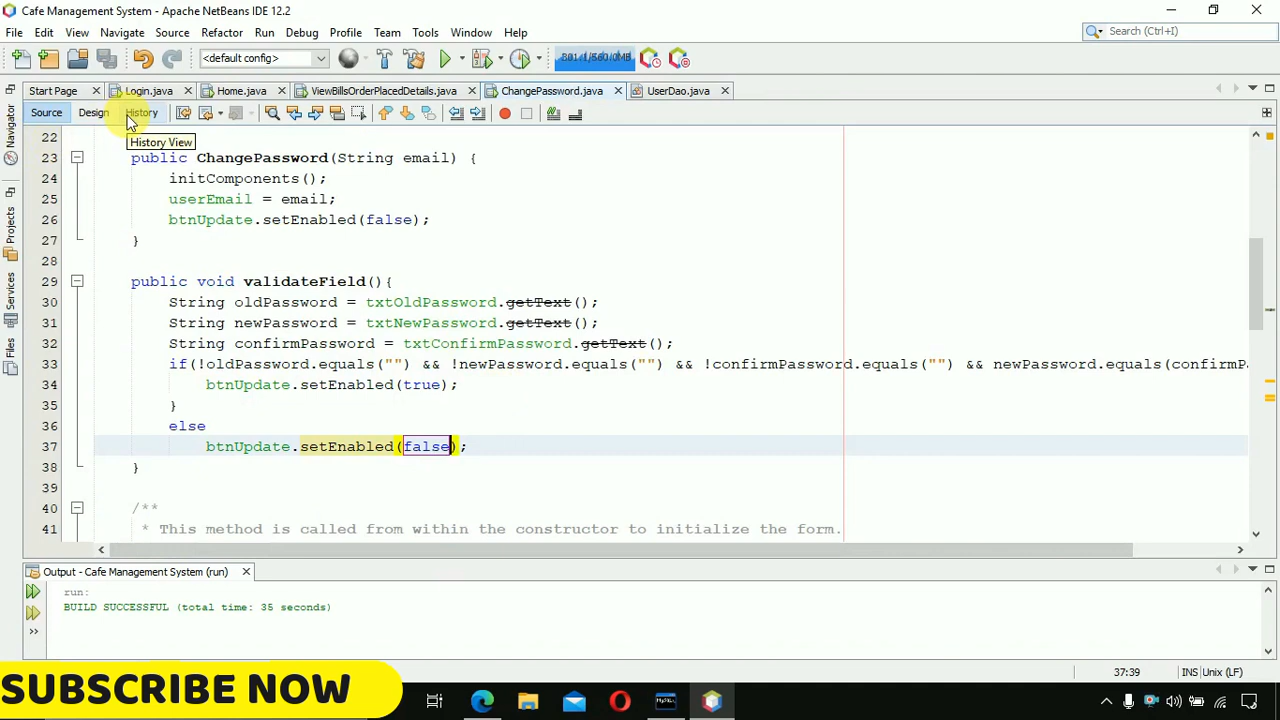 Cafe Management System - Apache NetBeans IDE 12.2
File Edit View Navigate Source Refactor Run Debug Profile Team Tools Window Help
Search (Ctrl+I)
<default config>
Start Page Login.java Home.java ViewBillsOrderPlacedDetails.java ChangePassword.java UserDao.java
Source Design History
History View
Navigator
Projects
Services
Files
22
23 public ChangePassword(String email) {
24 initComponents();
25 userEmail = email;
26 btnUpdate.setEnabled(false);
27 }
28
29 public void validateField(){
30 String oldPassword = txtOldPassword.getText();
31 String newPassword = txtNewPassword.getText();
32 String confirmPassword = txtConfirmPassword.getText();
33 if(!oldPassword.equals("") && !newPassword.equals("") && !confirmPassword.equals("") && newPassword.equals(confirmP
34 btnUpdate.setEnabled(true);
35 }
36 else
37 btnUpdate.setEnabled(false);
38 }
39
40 /**
41 * This method is called from within the constructor to initialize the form.
Output - Cafe Management System (run)
run:
BUILD SUCCESSFUL (total time: 35 seconds)
37:39 INS Unix (LF)
SUBSCRIBE NOW